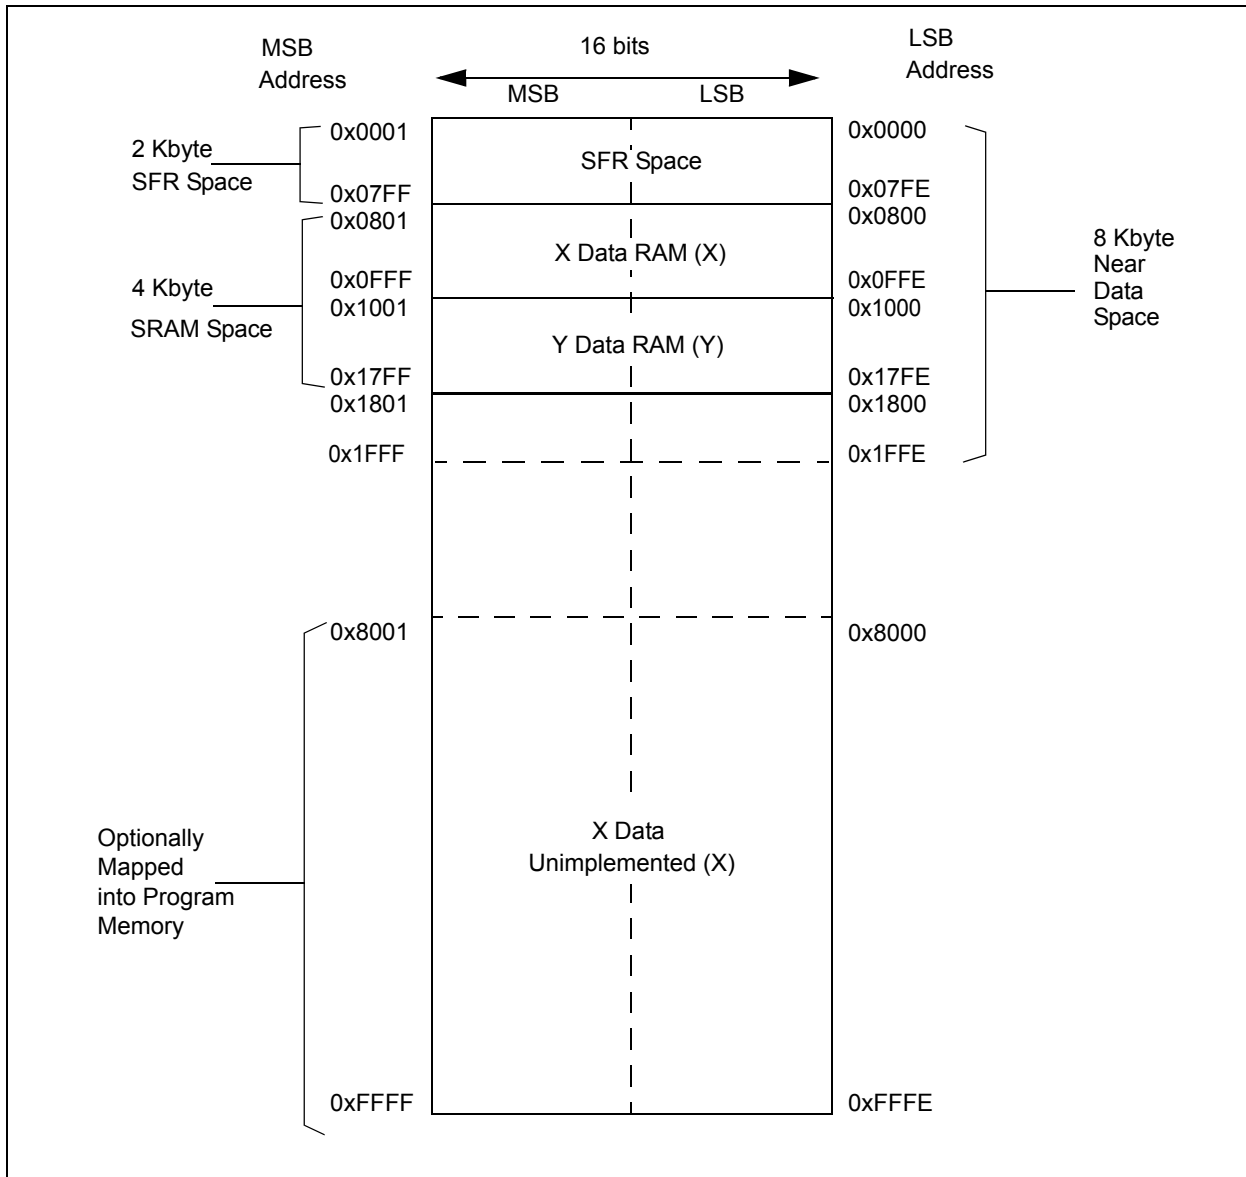 MSB
Address
16 bits
LSB
Address
MSB
LSB
2 Kbyte
SFR Space
0x0001
0x07FF
SFR Space
0x0000
0x07FE
4 Kbyte
SRAM Space
0x0801
0x0FFF
0x1001
0x17FF
X Data RAM (X)
Y Data RAM (Y)
0x0800
0x0FFE
0x1000
0x17FE
8 Kbyte
Near
Data
Space
0x1801
0x1FFF
0x1800
0x1FFE
0x8001
0x8000
Optionally
Mapped
into Program
Memory
X Data
Unimplemented (X)
0xFFFF
0xFFFE